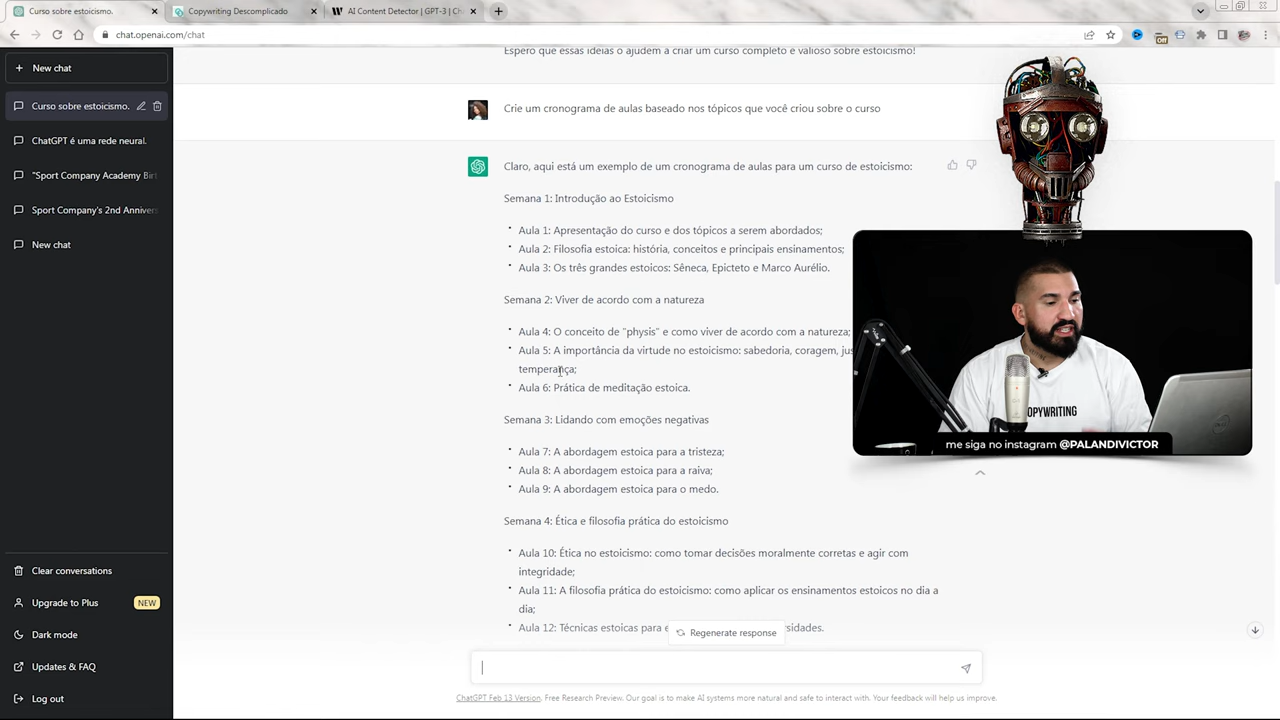 Curso sobre estoicismo.
Copywriting Descomplicado
AI Content Detector | GPT-3 | Ch
chat.openai.com/chat
Off
New chat
Curso sobre estoicismo.
ChatGPT é uma rede neural.
"Sport Company Academy Birt
Sport Company's 2nd Annivers
New chat
Clear conversations
Upgrade to Plus
NEW
Dark mode
Updates & FAQ
Log out
Espero que essas ideias o ajudem a criar um curso completo e valioso sobre estoicismo!
Crie um cronograma de aulas baseado nos tópicos que você criou sobre o curso
Claro, aqui está um exemplo de um cronograma de aulas para um curso de estoicismo:
Semana 1: Introdução ao Estoicismo
Aula 1: Apresentação do curso e dos tópicos a serem abordados;
Aula 2: Filosofia estoica: história, conceitos e principais ensinamentos;
Aula 3: Os três grandes estoicos: Sêneca, Epicteto e Marco Aurélio.
Semana 2: Viver de acordo com a natureza
Aula 4: O conceito de "physis" e como viver de acordo com a natureza;
Aula 5: A importância da virtude no estoicismo: sabedoria, coragem, jus
temperança;
Aula 6: Prática de meditação estoica.
Semana 3: Lidando com emoções negativas
Aula 7: A abordagem estoica para a tristeza;
Aula 8: A abordagem estoica para a raiva;
Aula 9: A abordagem estoica para o medo.
Semana 4: Ética e filosofia prática do estoicismo
Aula 10: Ética no estoicismo: como tomar decisões moralmente corretas e agir com
integridade;
Aula 11: A filosofia prática do estoicismo: como aplicar os ensinamentos estoicos no dia a
dia;
Aula 12: Técnicas estoicas para e
sidades.
Regenerate response
ChatGPT Feb 13 Version. Free Research Preview. Our goal is to make AI systems more natural and safe to interact with. Your feedback will help us improve.
OPYWRITING
me siga no instagram @PALANDIVICTOR